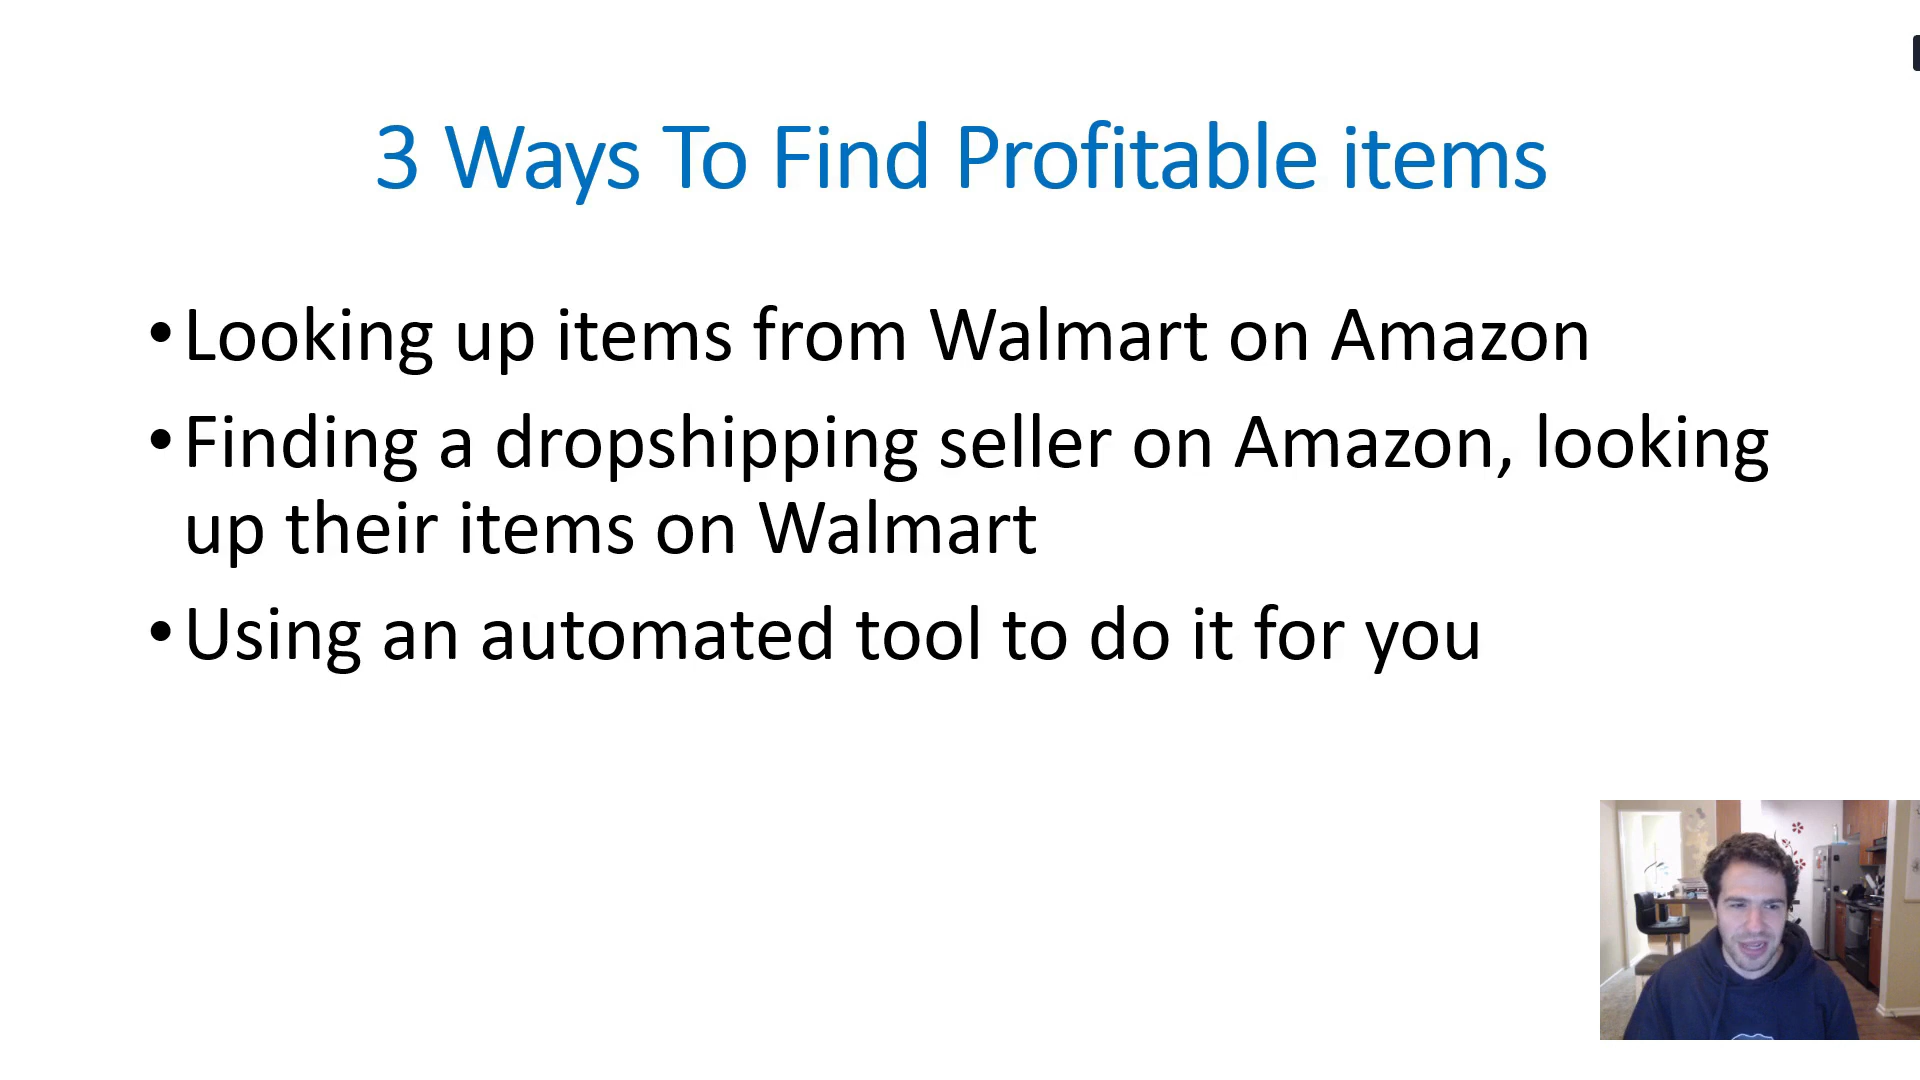 3 Ways To Find Profitable items
•Looking up items from Walmart on Amazon
•Finding a dropshipping seller on Amazon, looking
up their items on Walmart
•Using an automated tool to do it for you